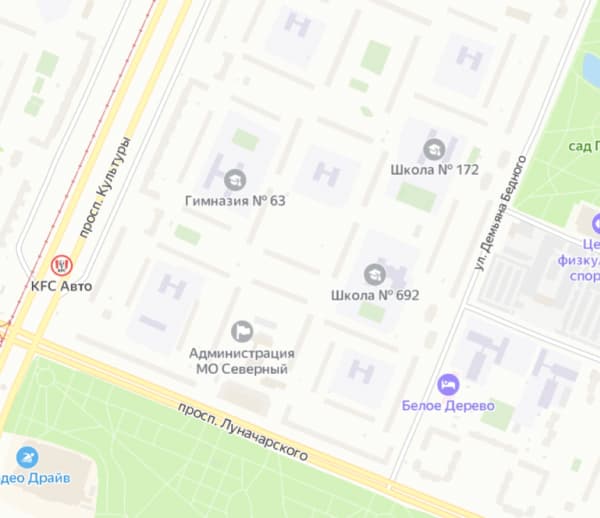 просп. Культуры
сад П
Школа № 172
Гимназия № 63
ул. Демьяна Бедного
Це
физкул
спор
KFC Авто
Школа № 692
Администрация
МО Северный
Белое Дерево
просп. Луначарского
део Драйв